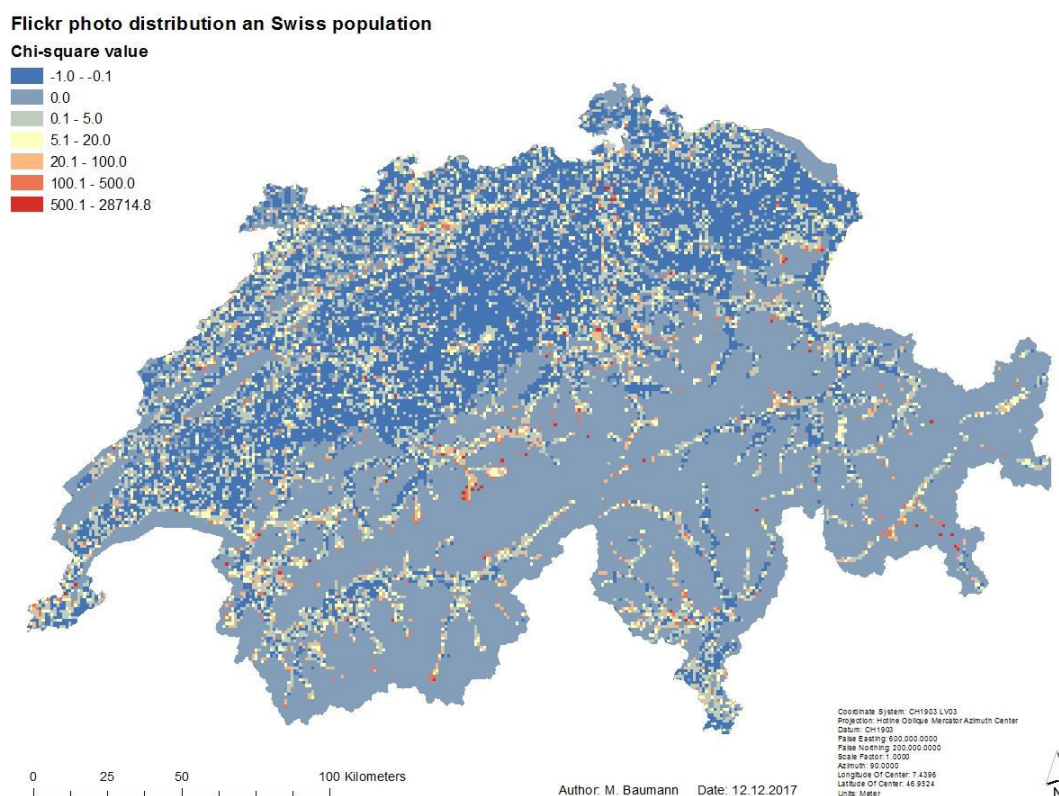 Flickr photo distribution an Swiss population
Chi-square value
-1.0 - -0.1
0.0
0.1 - 5.0
5.1 - 20.0
20.1 - 100.0
100.1 - 500.0
500.1 - 28714.8
0 25 50 100 Kilometers
Author: M. Baumann Date: 12.12.2017
Coordinate System: CH1903 LV03
Projection: Hotine Oblique Mercator Azimuth Center
Datum: CH1903
False Easting: 600,000.0000
False Northing: 200,000.0000
Scale Factor: 1.0000
Azimuth: 90.0000
Longitude Of Center: 7.4396
Latitude Of Center: 46.9524
Units: Meter
N